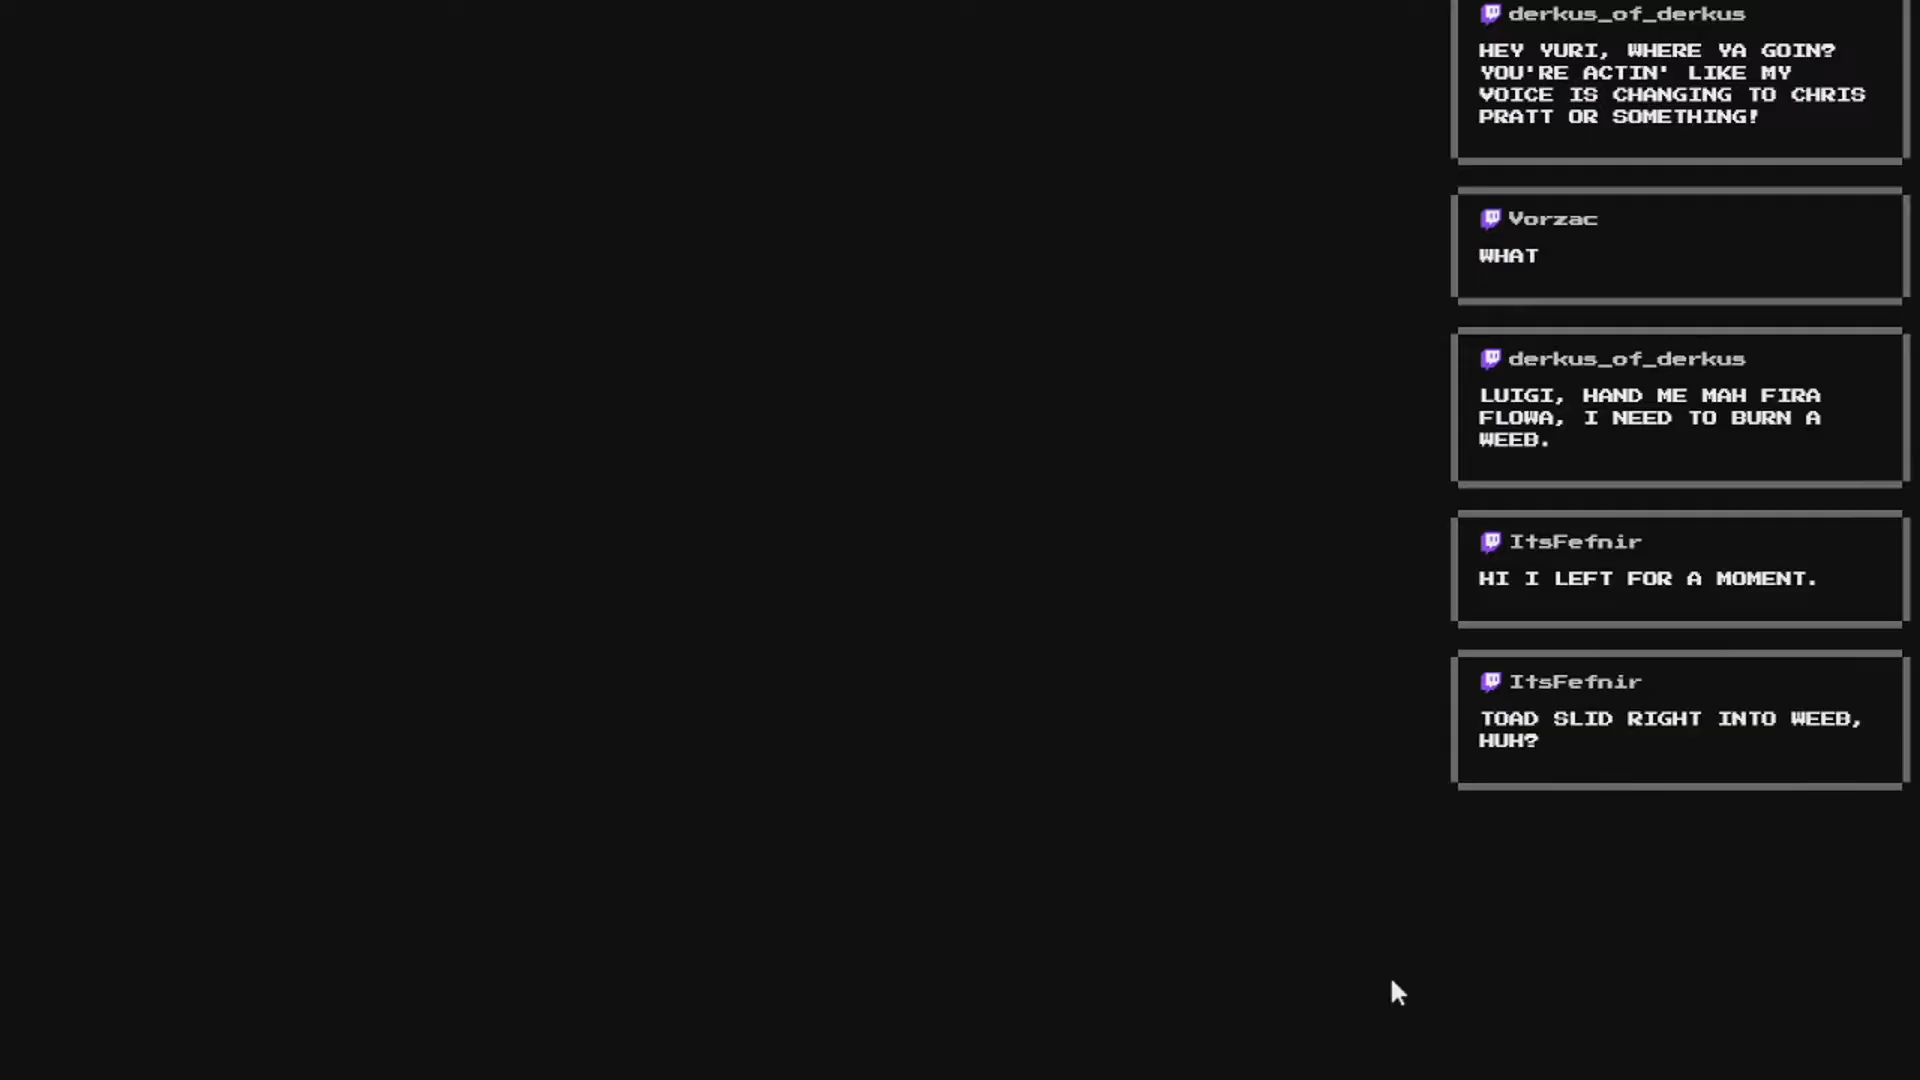 derkus_of_derkus
HEY YURI, WHERE YA GOIN?
YOU'RE ACTIN' LIKE MY
VOICE IS CHANGING TO CHRIS
PRATT OR SOMETHING!
Vorzac
WHAT
derkus_of_derkus
LUIGI, HAND ME MAH FIRA
FLOWA, I NEED TO BURN A
WEEB.
ItsFefnir
HI I LEFT FOR A MOMENT.
ItsFefnir
TOAD SLID RIGHT INTO WEEB,
HUH?